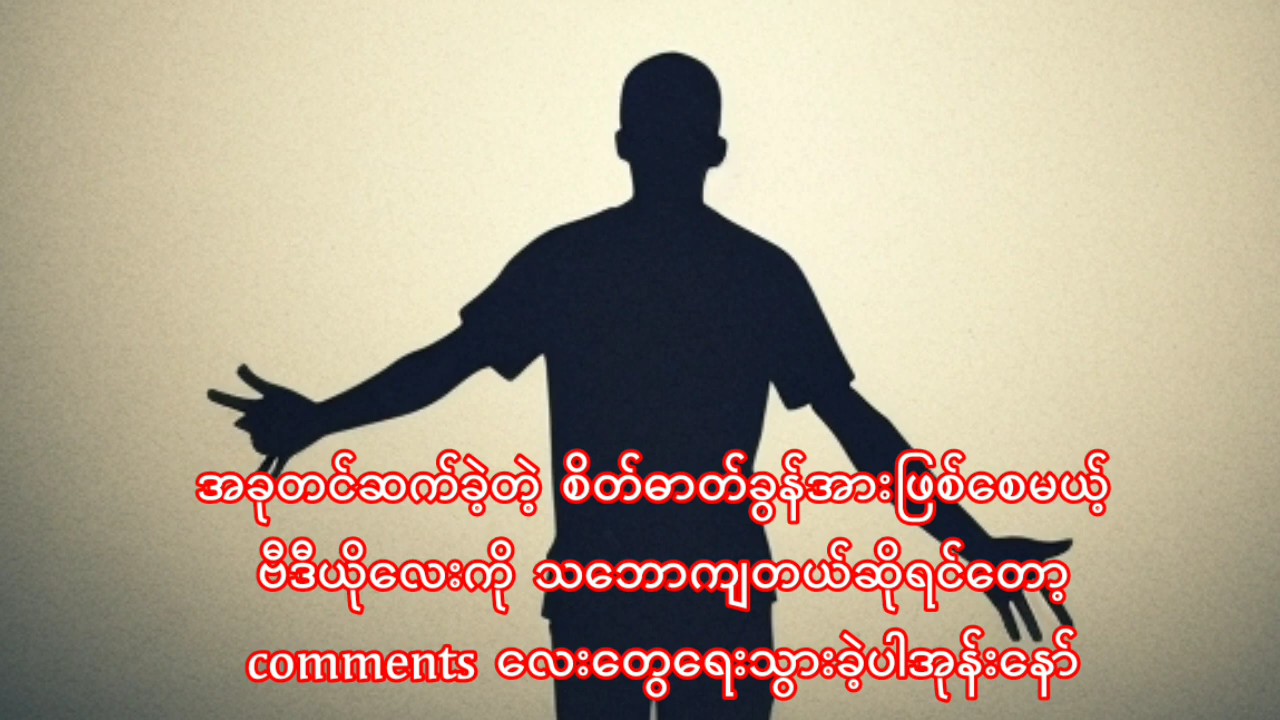 အခုတင်ဆက်ခဲ့တဲ့ စိတ်ဓာတ်ခွန်အားဖြစ်စေမယ့်
ဗီဒီယိုလေးကို သဘောကျတယ်ဆိုရင်တော့
comments လေးတွေရေးသွားခဲ့ပါအုန်းနော်